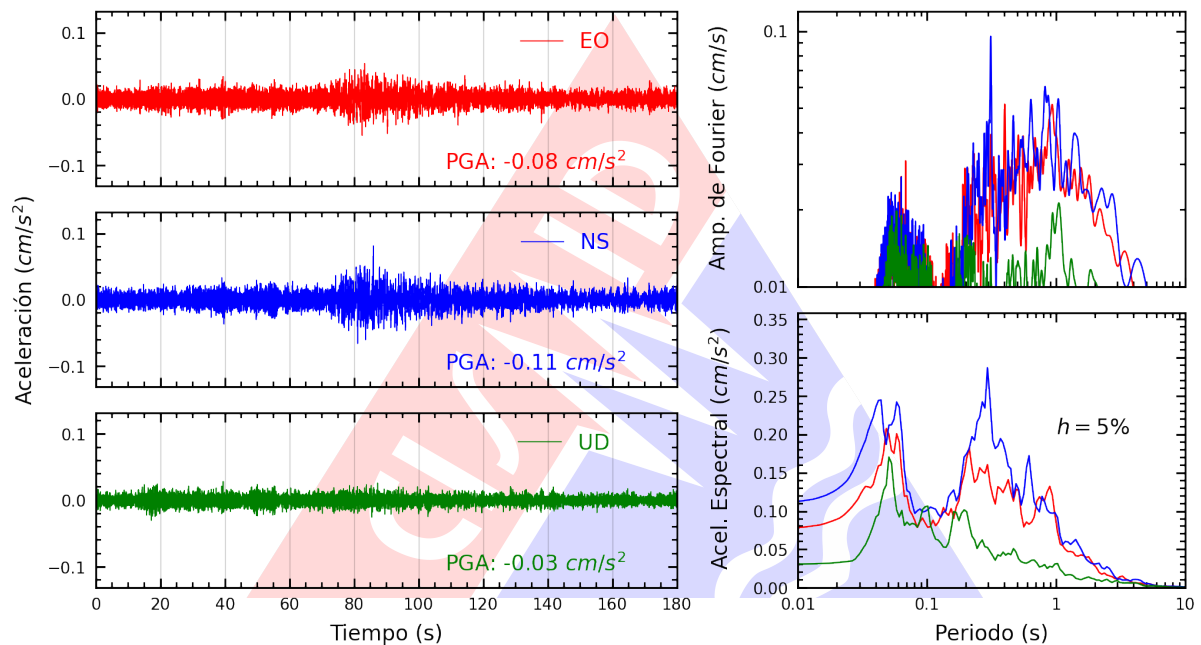 Aceleración (cm/s²)
0.1
0.0
−0.1
EO
PGA: -0.08 cm/s²
0.1
0.0
−0.1
NS
PGA: -0.11 cm/s²
0.1
0.0
−0.1
UD
PGA: -0.03 cm/s²
0 20 40 60 80 100 120 140 160 180
Tiempo (s)
Amp. de Fourier (cm/s)
0.1
0.01
Acel. Espectral (cm/s²)
0.35
0.30
0.25
0.20
0.15
0.10
0.05
0.00
h = 5%
0.01 0.1 1 10
Periodo (s)
CISMID